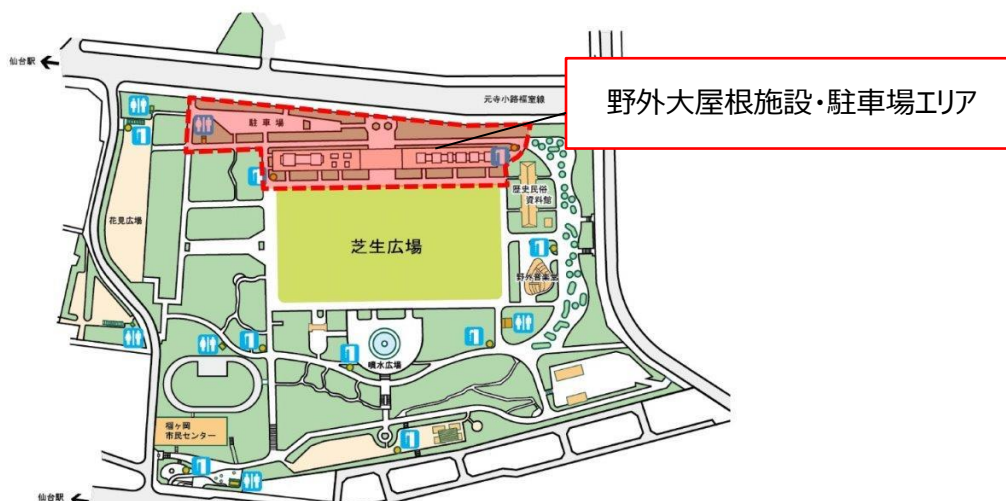 仙台駅
元寺小路福室線
野外大屋根施設・駐車場エリア
駐車場
歴史民俗
資料館
花見広場
芝生広場
野外音楽堂
噴水広場
榴ヶ岡
市民センター
仙台駅